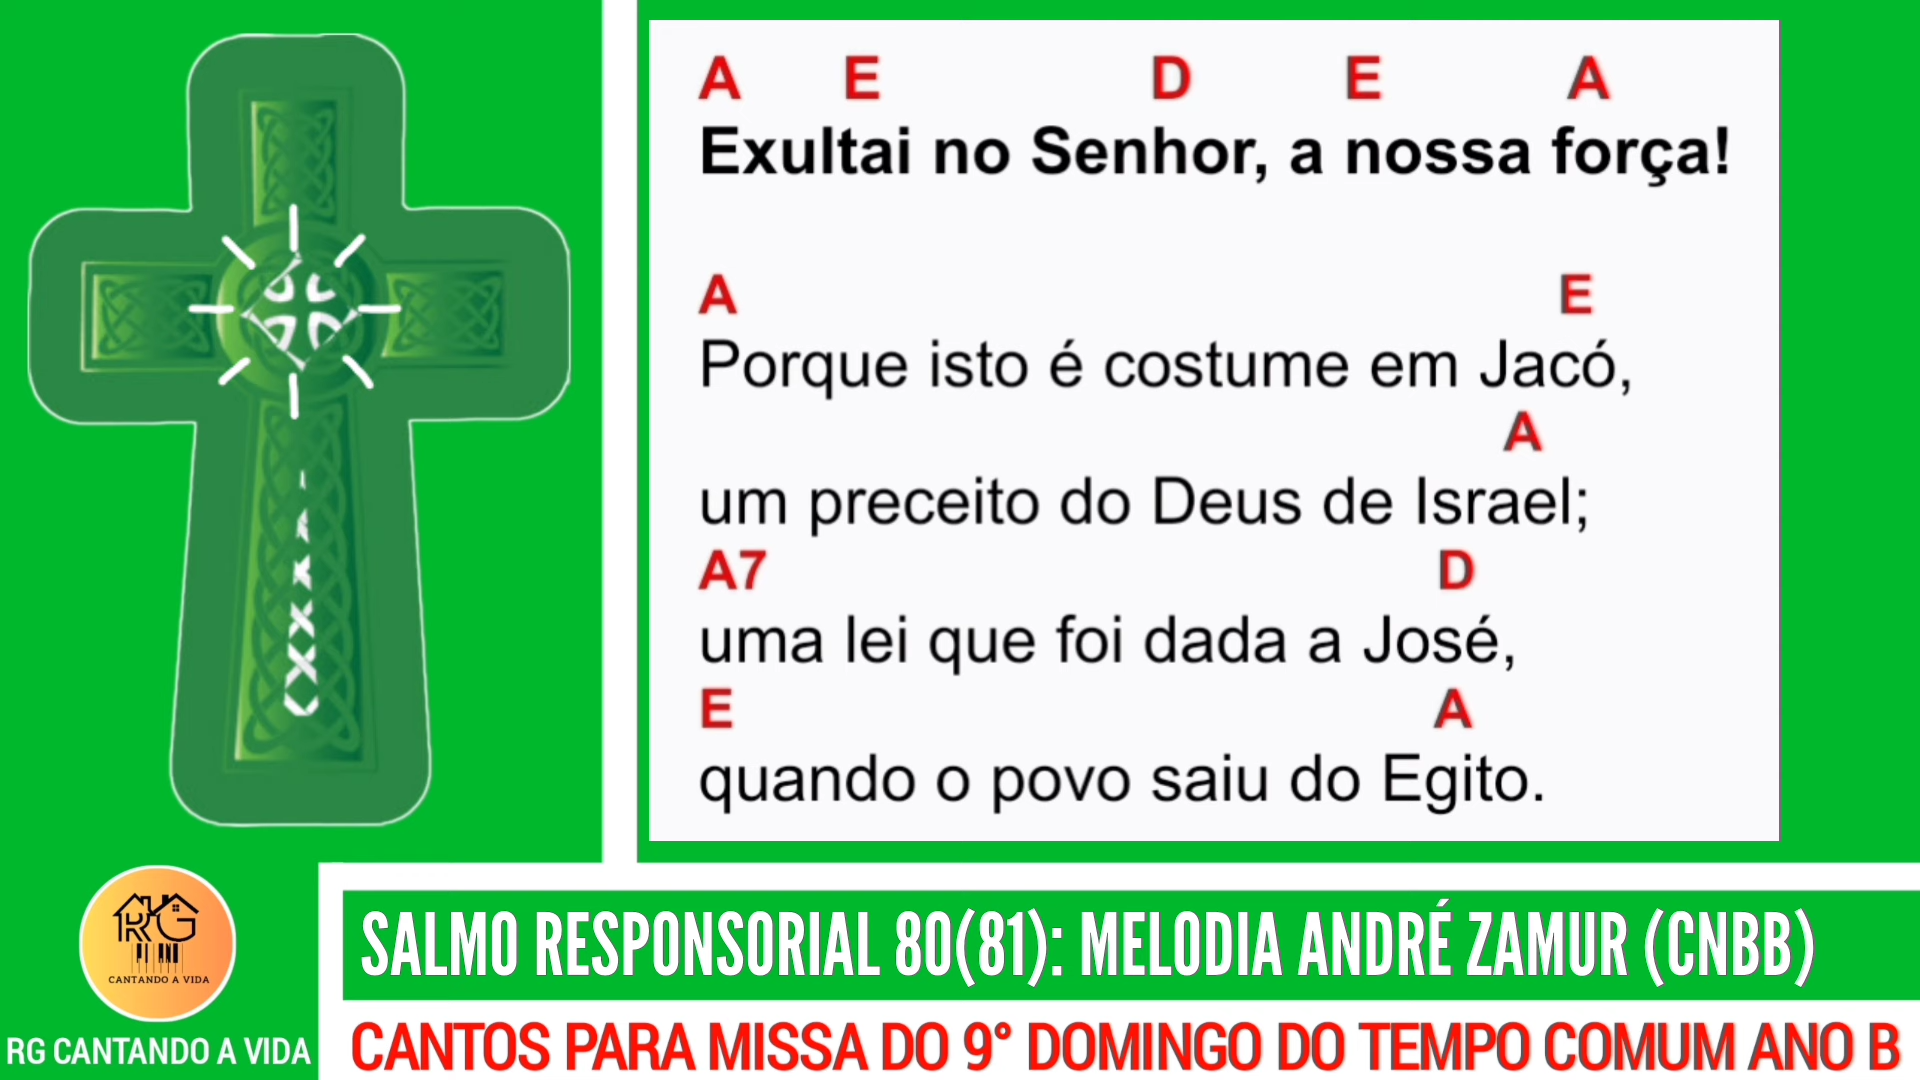 A E D E A
Exultai no Senhor, a nossa força!
A E
Porque isto é costume em Jacó,
A
um preceito do Deus de Israel;
A7 D
uma lei que foi dada a José,
E A
quando o povo saiu do Egito.
RG
CANTANDO A VIDA
RG CANTANDO A VIDA
SALMO RESPONSORIAL 80(81): MELODIA ANDRÉ ZAMUR (CNBB)
CANTOS PARA MISSA DO 9° DOMINGO DO TEMPO COMUM ANO B